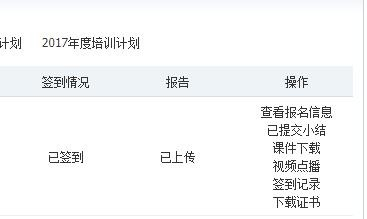 计划 2017年度培训计划
签到情况 报告 操作
查看报名信息
已提交小结
课件下载
已签到 已上传 视频点播
签到记录
下载证书